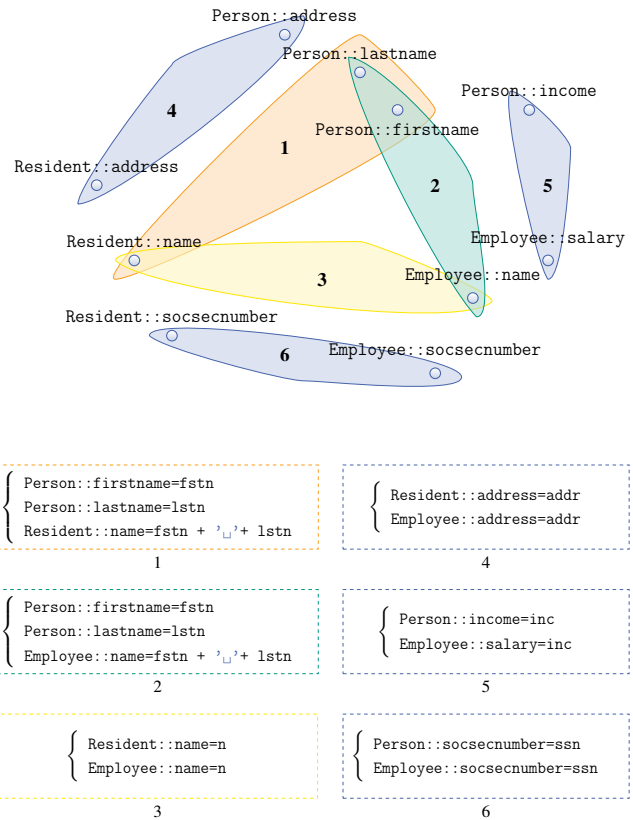 Person::address
Person::lastname
Person::income
4
Person::firstname
1
Resident::address
2
5
Resident::name
Employee::salary
Employee::name
3
Resident::socsecnumber
Employee::socsecnumber
6
Person::firstname=fstn
Person::lastname=lstn
Resident::name=fstn + '␣'+ lstn
1
Resident::address=addr
Employee::address=addr
4
Person::firstname=fstn
Person::lastname=lstn
Employee::name=fstn + '␣'+ lstn
2
Person::income=inc
Employee::salary=inc
5
Resident::name=n
Employee::name=n
3
Person::socsecnumber=ssn
Employee::socsecnumber=ssn
6